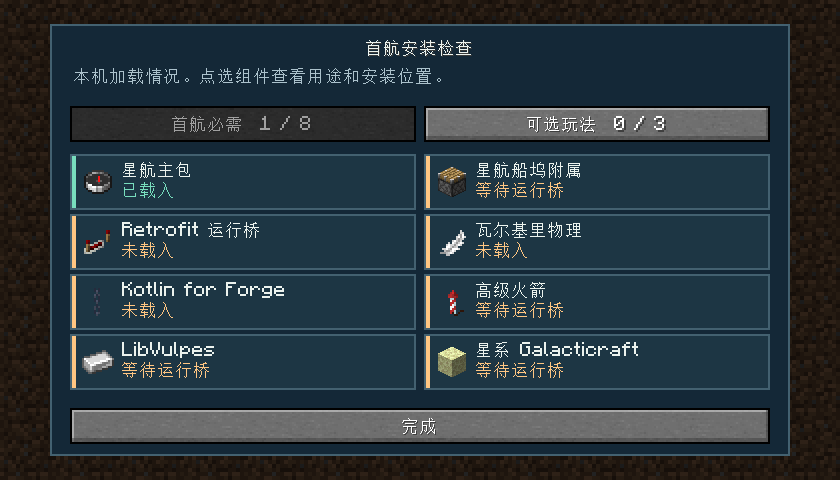 首航安装检查
本机加载情况。点选组件查看用途和安装位置。
首航必需 1 / 8
可选玩法 0 / 3
星航主包
已载入
星航船坞附属
等待运行桥
Retrofit 运行桥
未载入
瓦尔基里物理
未载入
Kotlin for Forge
未载入
高级火箭
等待运行桥
LibVulpes
等待运行桥
星系 Galacticraft
等待运行桥
完成